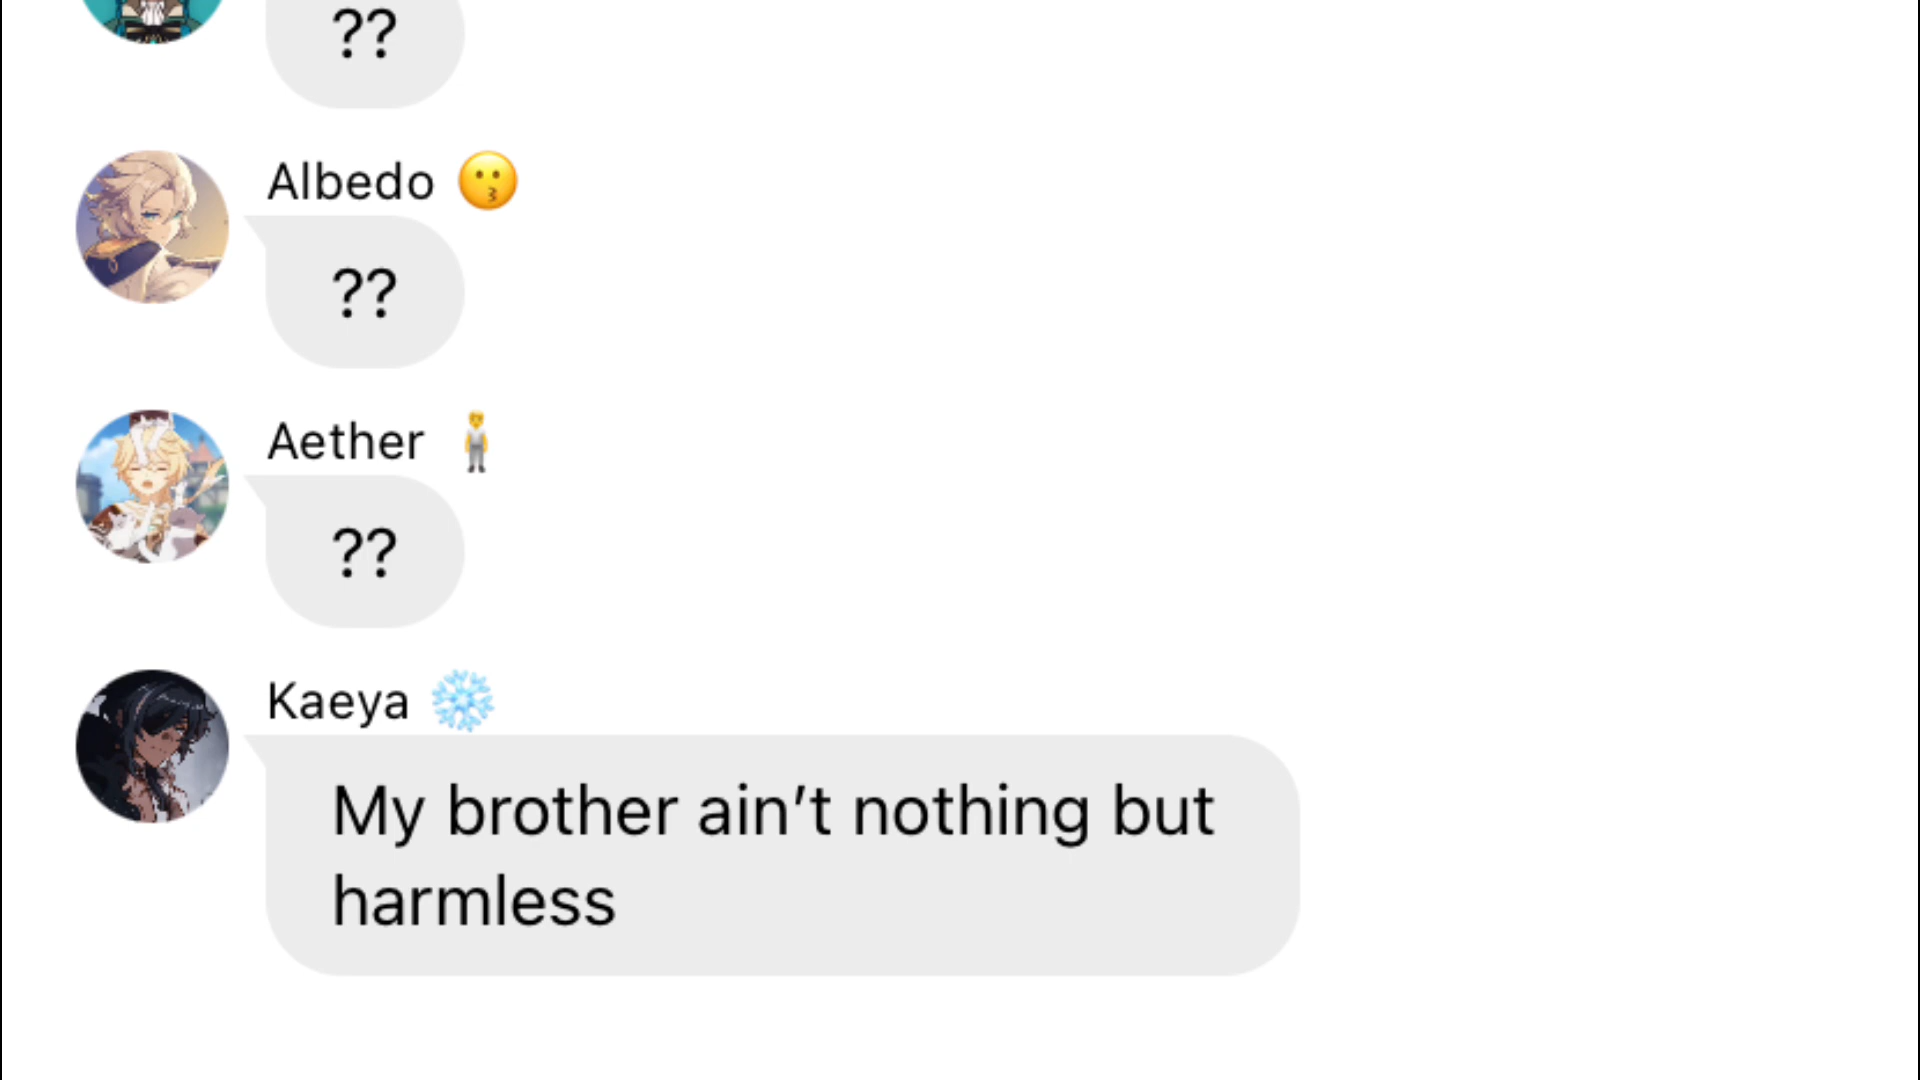 ??
Albedo 😗
??
Aether 🧍
??
Kaeya ❄️
My brother ain’t nothing but
harmless